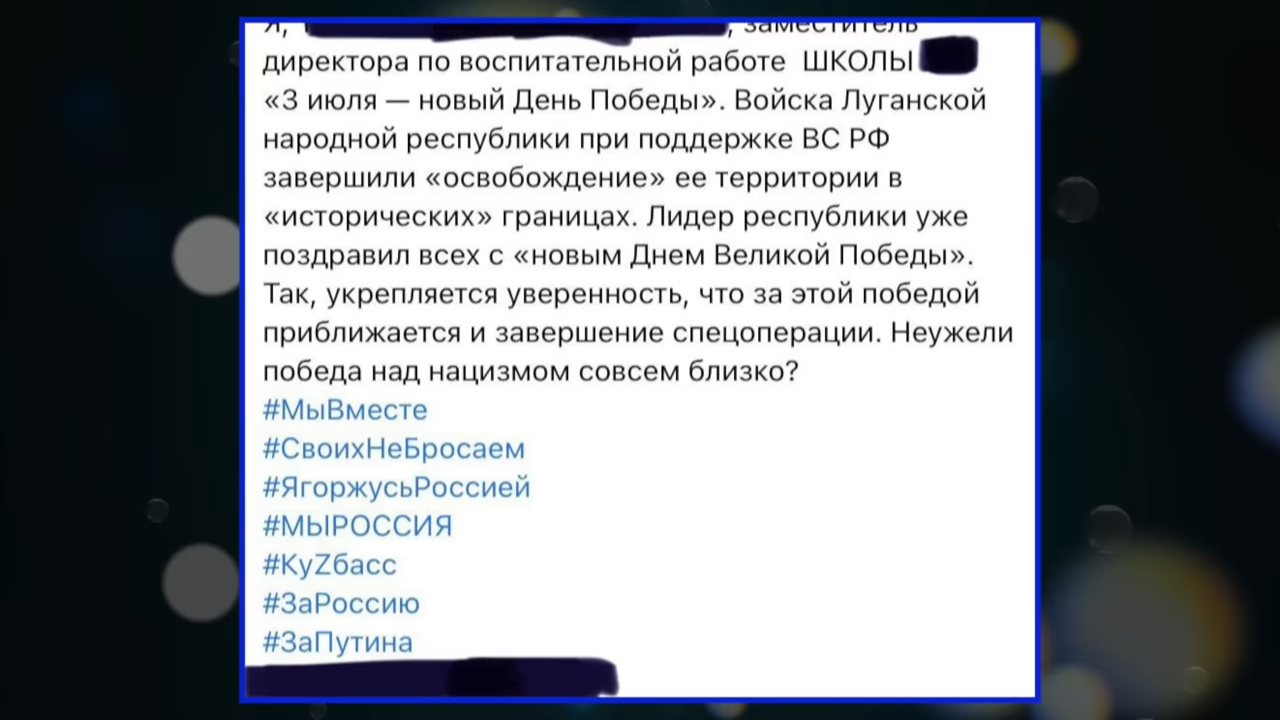 Я, , заместитель
директора по воспитательной работе ШКОЛЫ
«3 июля — новый День Победы». Войска Луганской
народной республики при поддержке ВС РФ
завершили «освобождение» ее территории в
«исторических» границах. Лидер республики уже
поздравил всех с «новым Днем Великой Победы».
Так, укрепляется уверенность, что за этой победой
приближается и завершение спецоперации. Неужели
победа над нацизмом совсем близко?
#МыВместе
#СвоихНеБросаем
#ЯгоржусьРоссией
#МЫРОССИЯ
#КуZбасс
#ЗаРоссию
#ЗаПутина